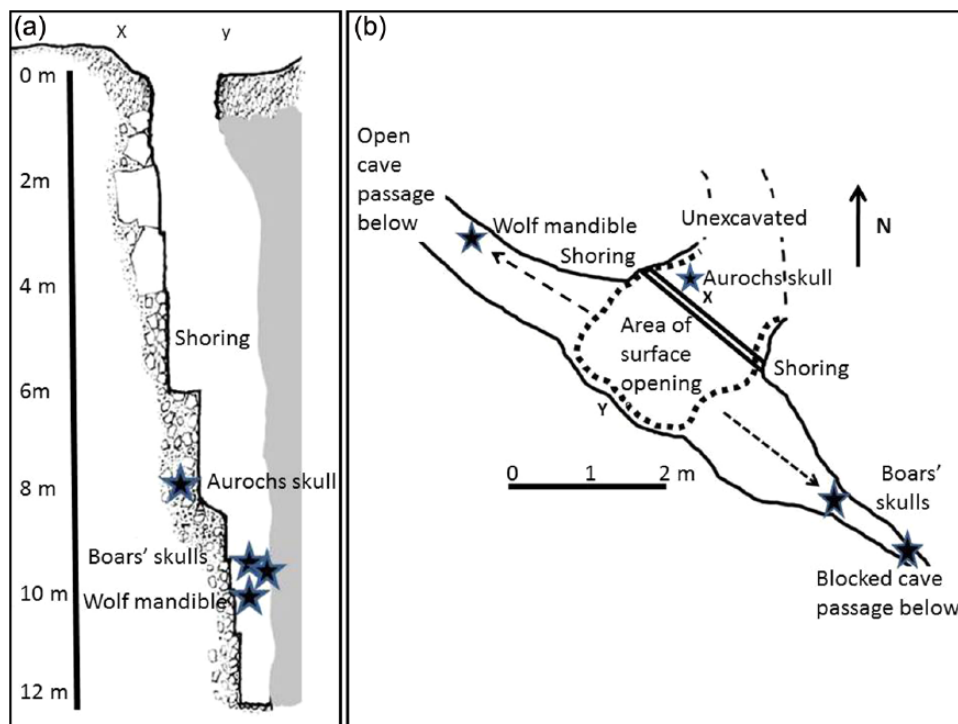 (a)
X
y
0 m
2m
4 m
Shoring
6m
Aurochs skull
8 m
Boars’ skulls
Wolf mandible
10 m
12 m
(b)
Open
cave
passage
below
Wolf mandible
Shoring
Unexcavated
N
Aurochs skull
X
Area of
surface
opening
Shoring
Y
0 1 2 m
Boars’
skulls
Blocked cave
passage below